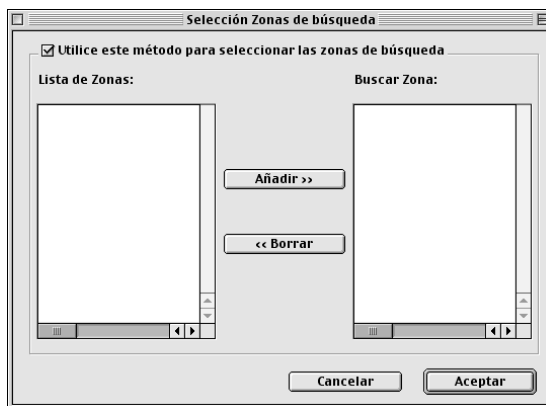 Selección Zonas de búsqueda
Utilice este método para seleccionar las zonas de búsqueda
Lista de Zonas:
Buscar Zona:
Añadir >>
<< Borrar
Cancelar
Aceptar